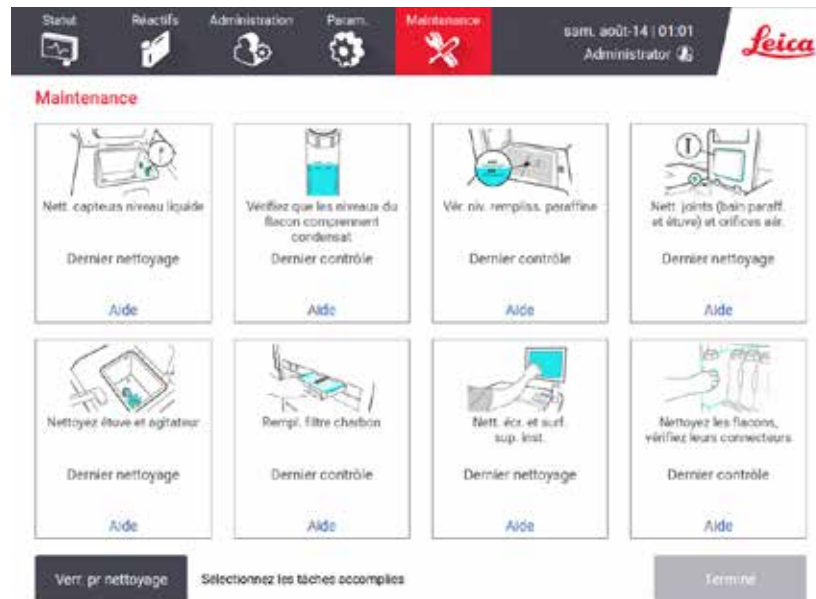 Statut
Réactifs
Administration
Param.
Maintenance
sam. août-14 | 01:01
Administrator
Leica
Maintenance
Nett. capteurs niveau liquide
Dernier nettoyage
Aide
Vérifiez que les niveaux du
flacon comprennent
condensat
Dernier contrôle
Aide
Vér. niv. rempliss. paraffine
Dernier contrôle
Aide
Nett. joints (bain paraff.
et étuve) et orifices aér.
Dernier nettoyage
Aide
Nettoyez étuve et agitateur
Dernier nettoyage
Aide
Rempl. filtre charbon
Dernier contrôle
Aide
Nett. écr. et surf.
sup. inst.
Dernier nettoyage
Aide
Nettoyez les flacons,
vérifiez leurs connecteurs
Dernier contrôle
Aide
Verr. pr nettoyage
Sélectionnez les tâches accomplies
Terminé